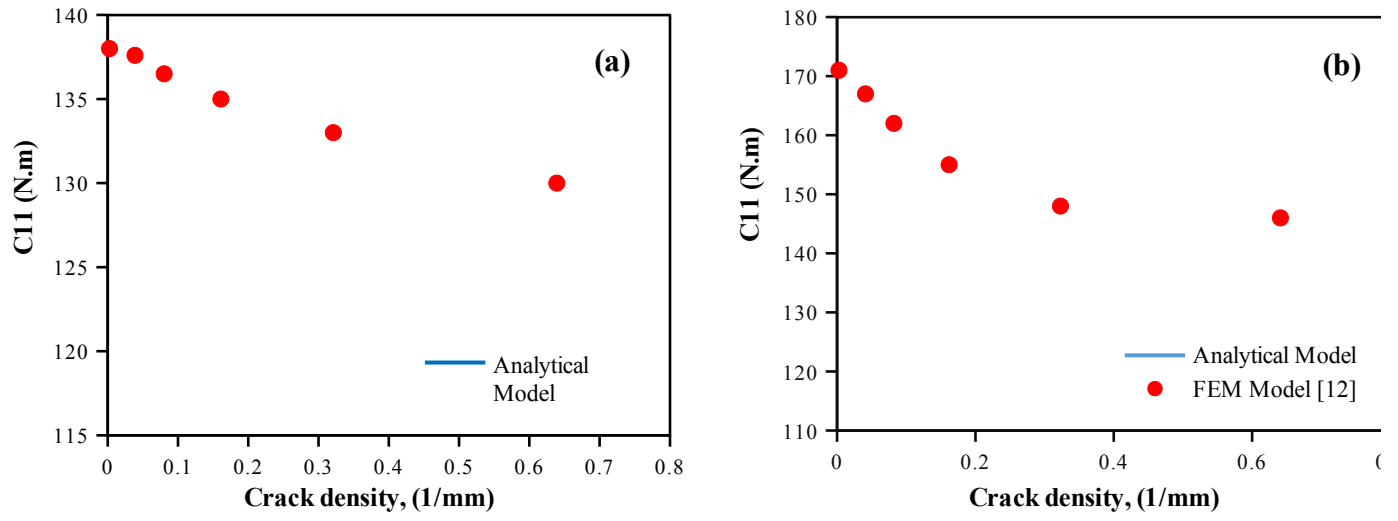 140
135
130
125
120
115
C11 (N.m)
(a)
Analytical
Model
0 0.1 0.2 0.3 0.4 0.5 0.6 0.7 0.8
Crack density, (1/mm)
180
170
160
150
140
130
120
110
C11 (N.m)
(b)
Analytical Model
FEM Model [12]
0 0.2 0.4 0.6 0
Crack density, (1/mm)